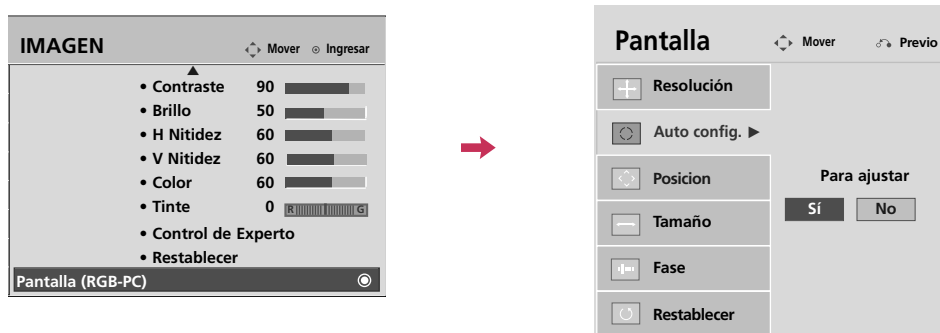 IMAGEN Mover Ingresar
• Contraste 90
• Brillo 50
• H Nitidez 60
• V Nitidez 60
• Color 60
• Tinte 0 R G
• Control de Experto
• Restablecer
Pantalla (RGB-PC)
Pantalla Mover Previo
Resolución
Auto config. ►
Posicion
Tamaño
Fase
Restablecer
Para ajustar
Sí No